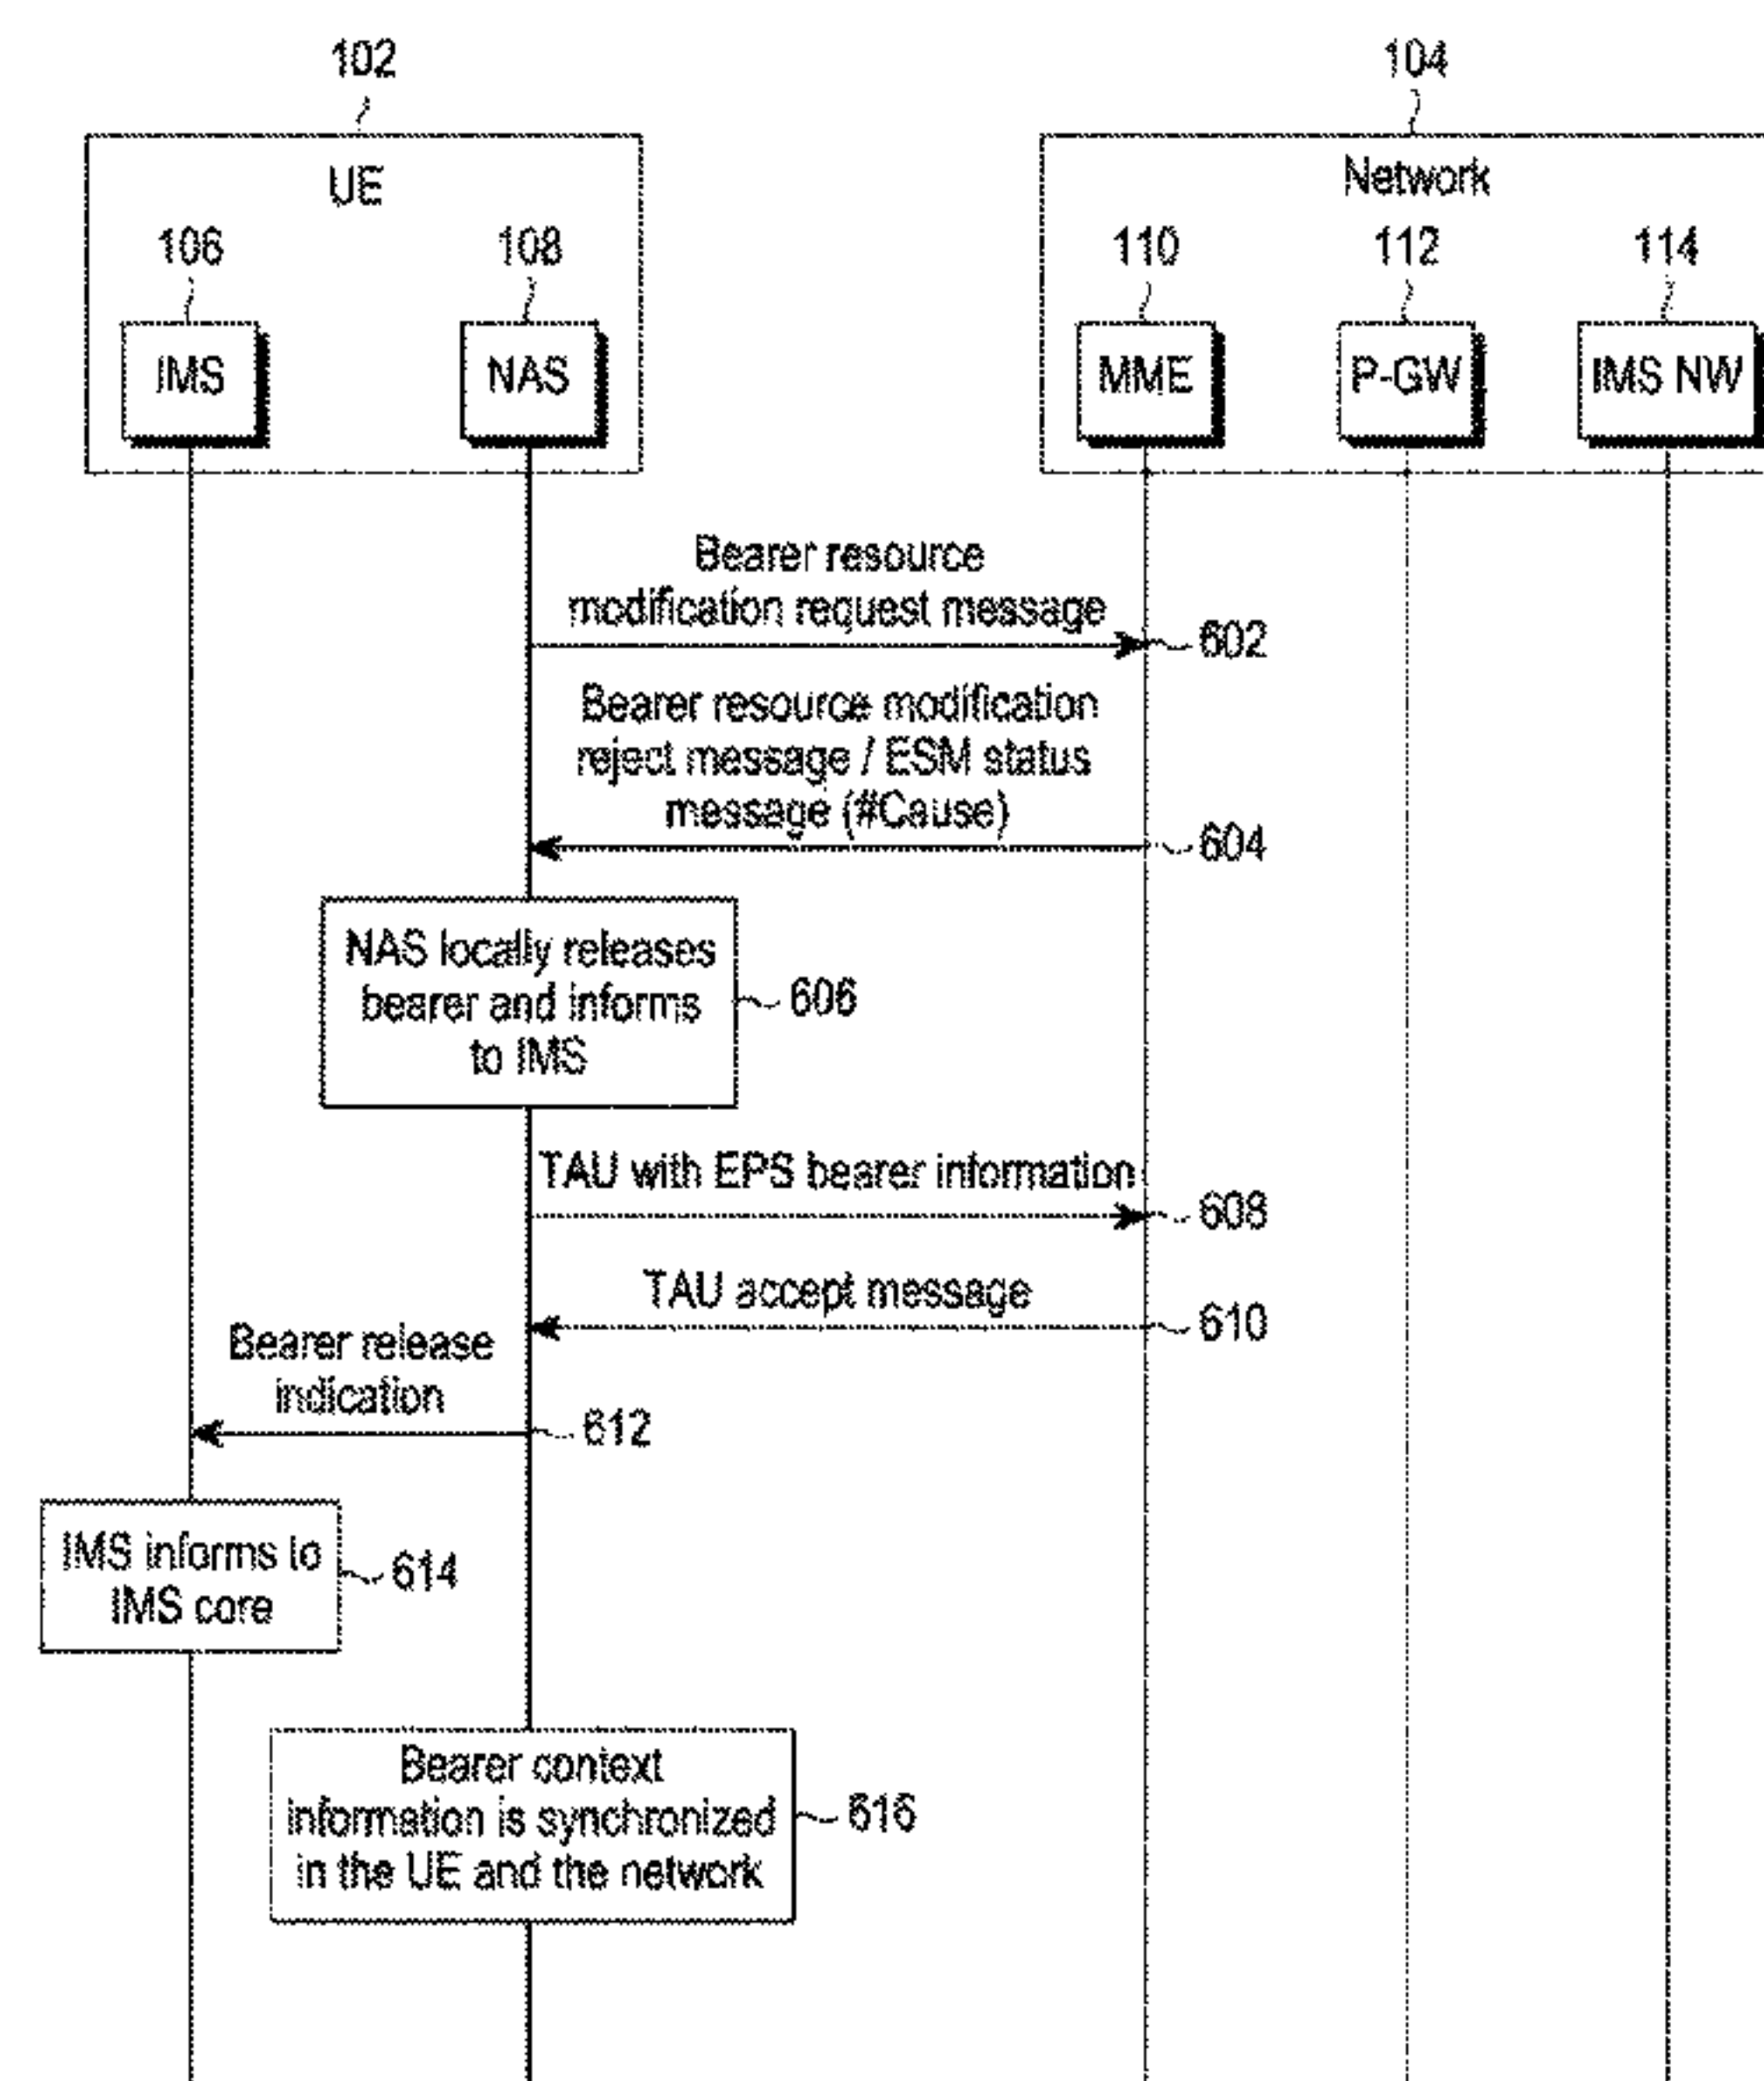 102
104
UE
Network
106
108
110
112
114
IMS
NAS
MME
P-GW
IMS NW
Bearer resource
modification request message
602
Bearer resource modification
reject message / ESM status
message (#Cause)
604
NAS locally releases
bearer and informs
to IMS
606
TAU with EPS bearer information
608
TAU accept message
610
Bearer release
indication
612
IMS informs to
IMS core
614
Bearer context
information is synchronized
in the UE and the network
616